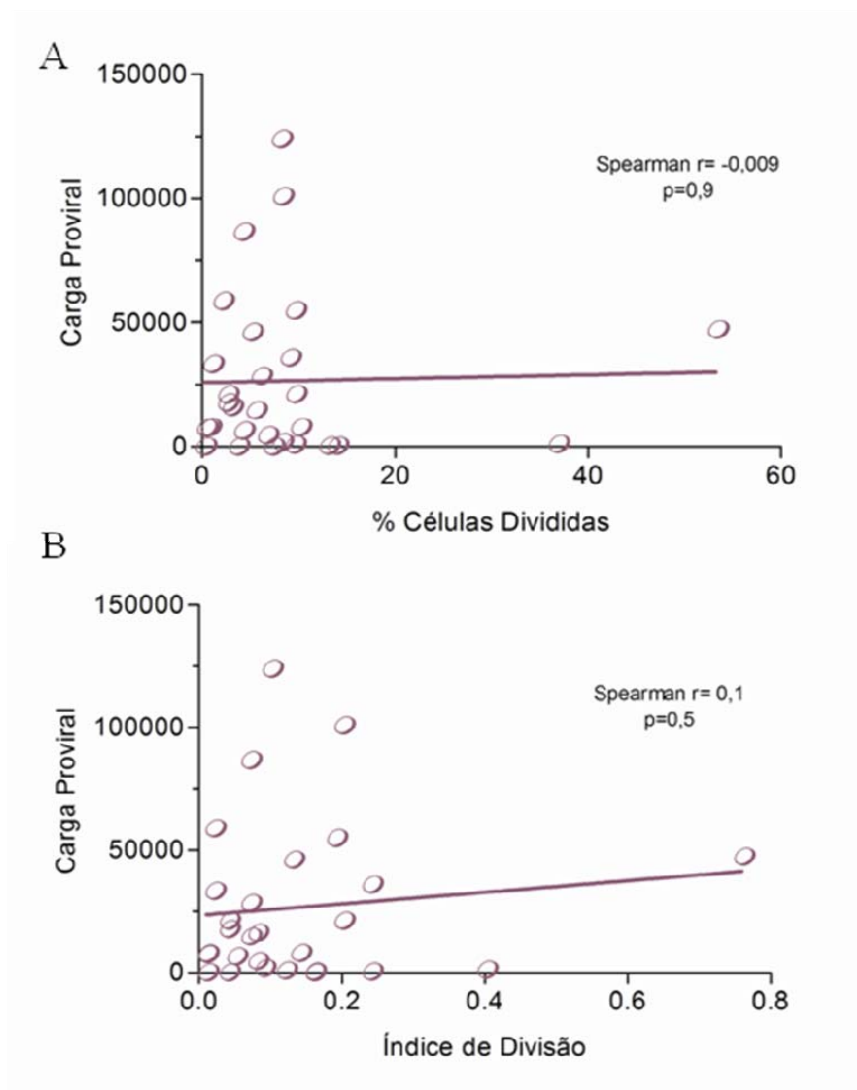 A
150000
100000
50000
0
Carga Proviral
Spearman r= -0,009
p=0,9
0 20 40 60
% Células Divididas
B
150000
100000
50000
0
Carga Proviral
Spearman r= 0,1
p=0,5
0.0 0.2 0.4 0.6 0.8
Índice de Divisão